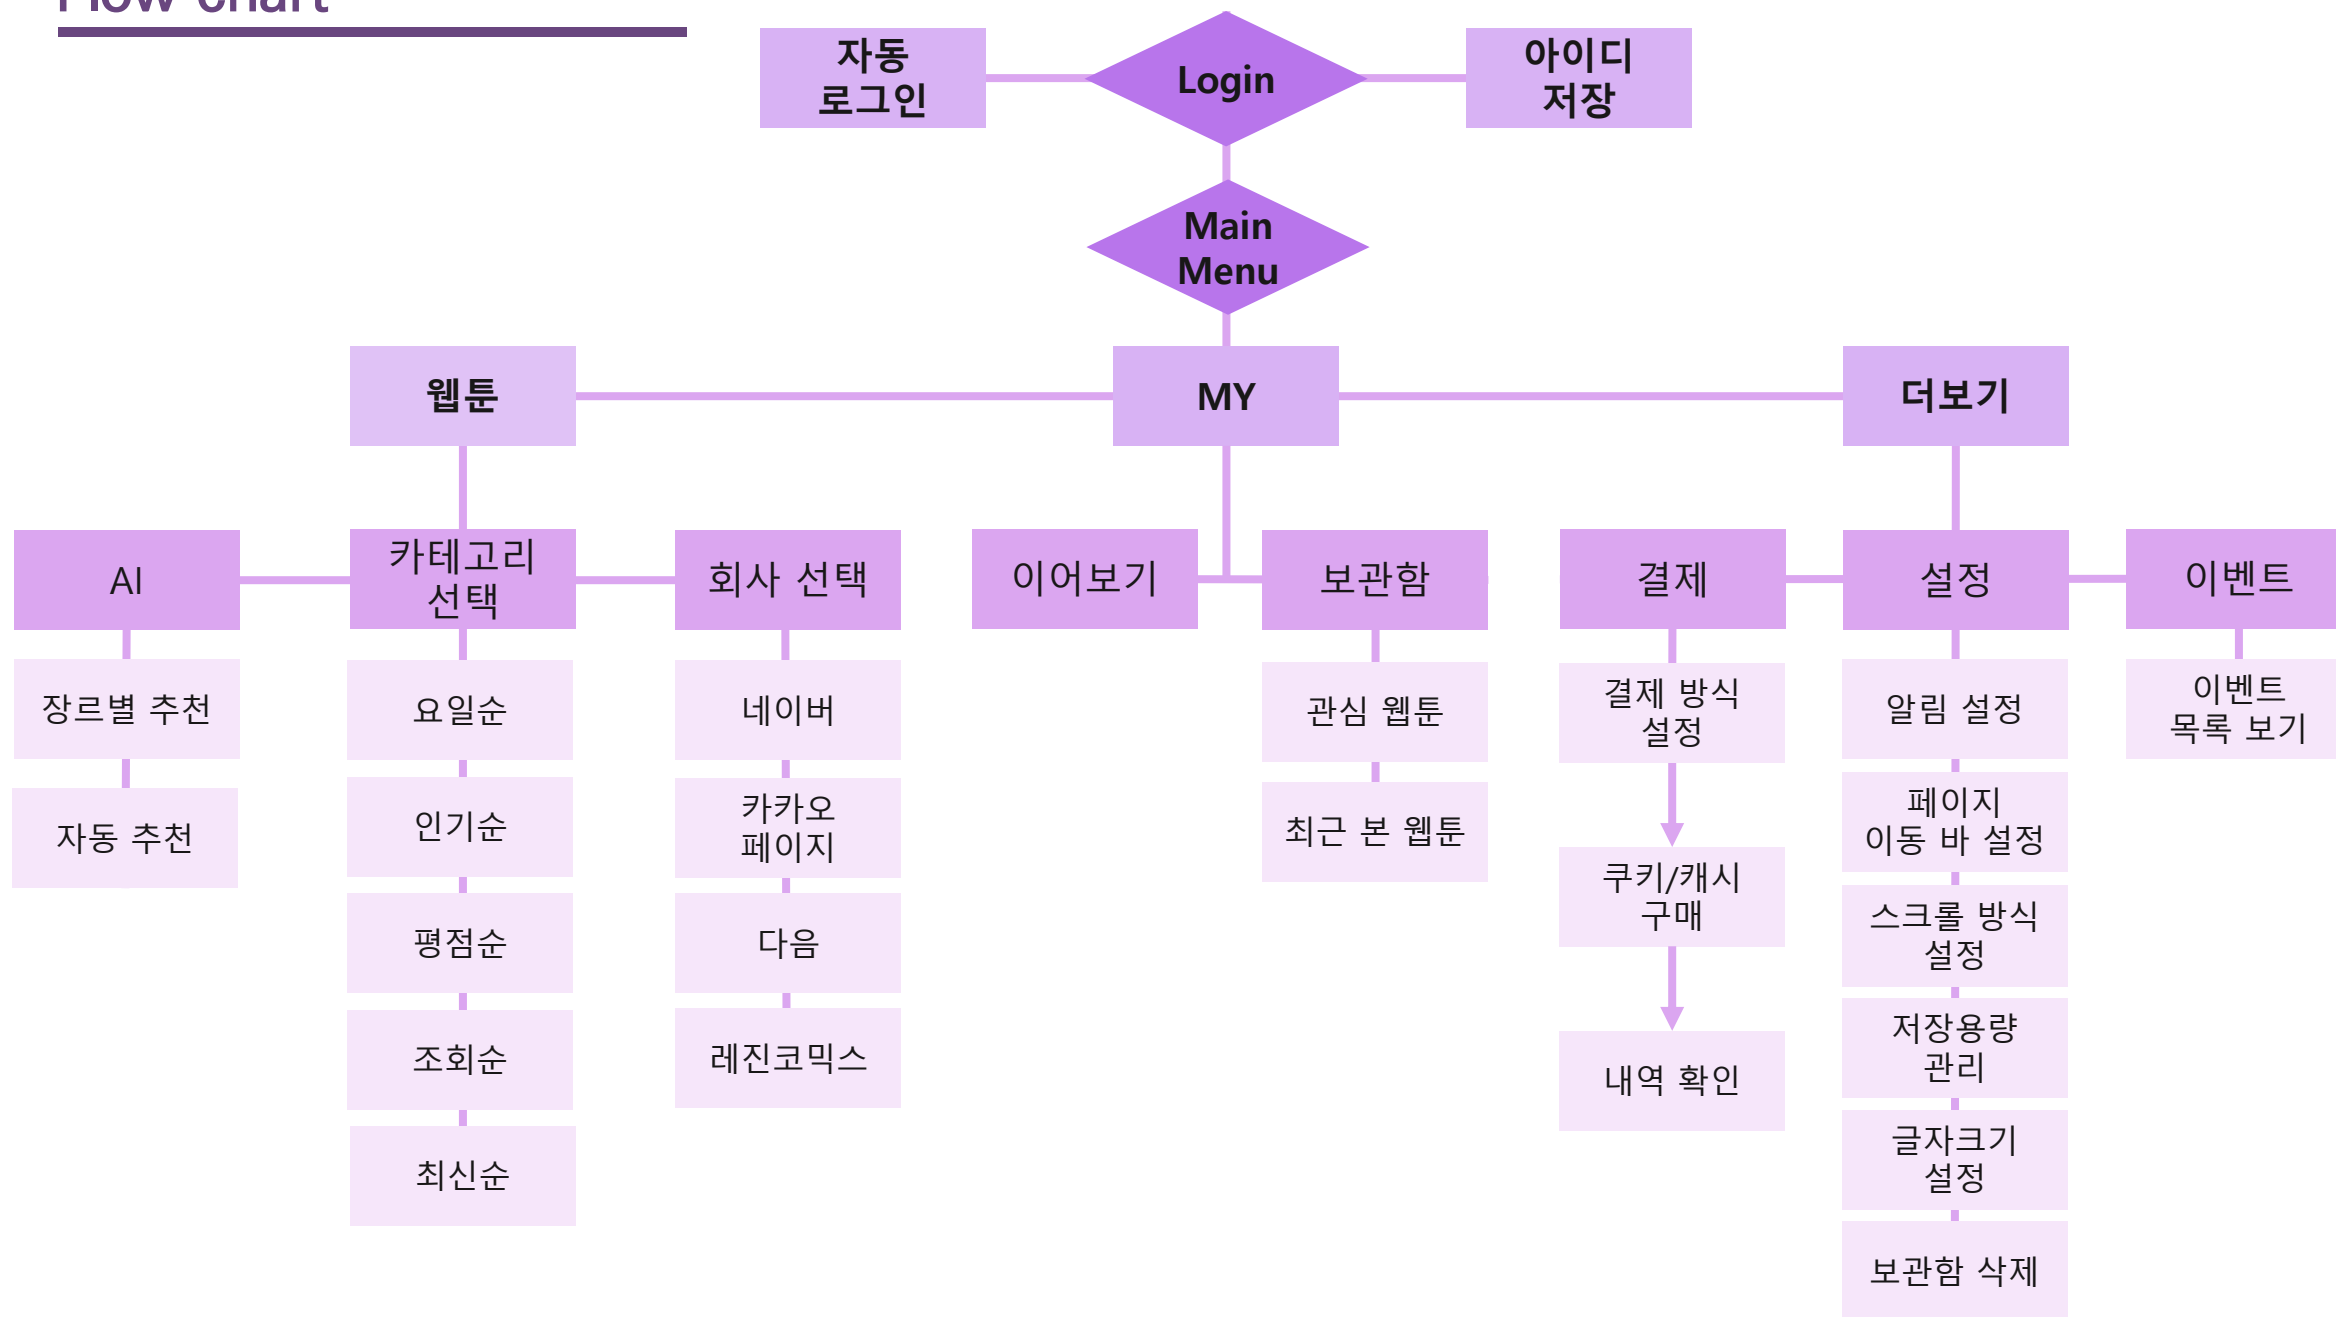 Flow chart
자동
로그인
Login
아이디
저장
Main
Menu
웹툰
MY
더보기
AI
카테고리
선택
회사 선택
이어보기
보관함
결제
설정
이벤트
장르별 추천
자동 추천
요일순
인기순
평점순
조회순
최신순
네이버
카카오
페이지
다음
레진코믹스
관심 웹툰
최근 본 웹툰
결제 방식
설정
쿠키/캐시
구매
내역 확인
알림 설정
페이지
이동 바 설정
스크롤 방식
설정
저장용량
관리
글자크기
설정
보관함 삭제
이벤트
목록 보기